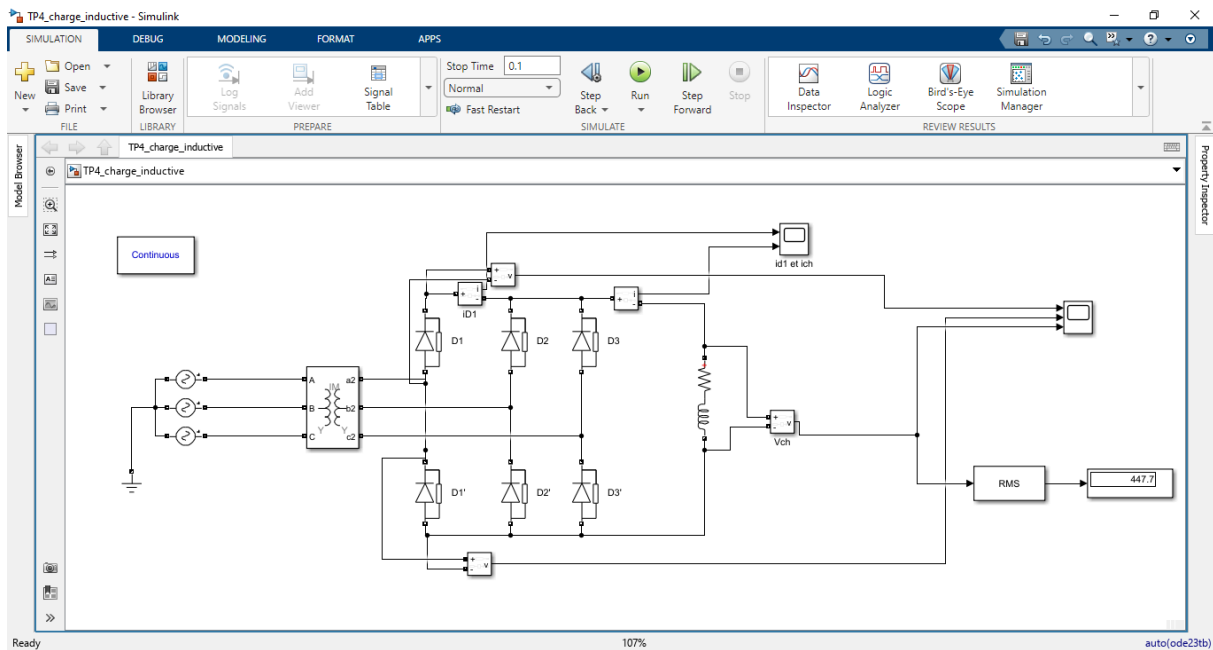 TP4_charge_inductive - Simulink
SIMULATION DEBUG MODELING FORMAT APPS
New
Open
Save
Print
FILE
Library Browser
LIBRARY
Log Signals
Add Viewer
Signal Table
PREPARE
Stop Time 0.1
Normal
Fast Restart
Step Back
Run
Step Forward
Stop
SIMULATE
Data Inspector
Logic Analyzer
Bird's-Eye Scope
Simulation Manager
REVIEW RESULTS
Model Browser
TP4_charge_inductive
TP4_charge_inductive
Property Inspector
Continuous
id1 et ich
+ - v
+ i -
iD1
+ i -
D1
D2
D3
A a2
B b2
C c2
IM
Y Y
+ - v
Vch
D1'
D2'
D3'
RMS
447.7
+ - v
Ready
107%
auto(ode23tb)